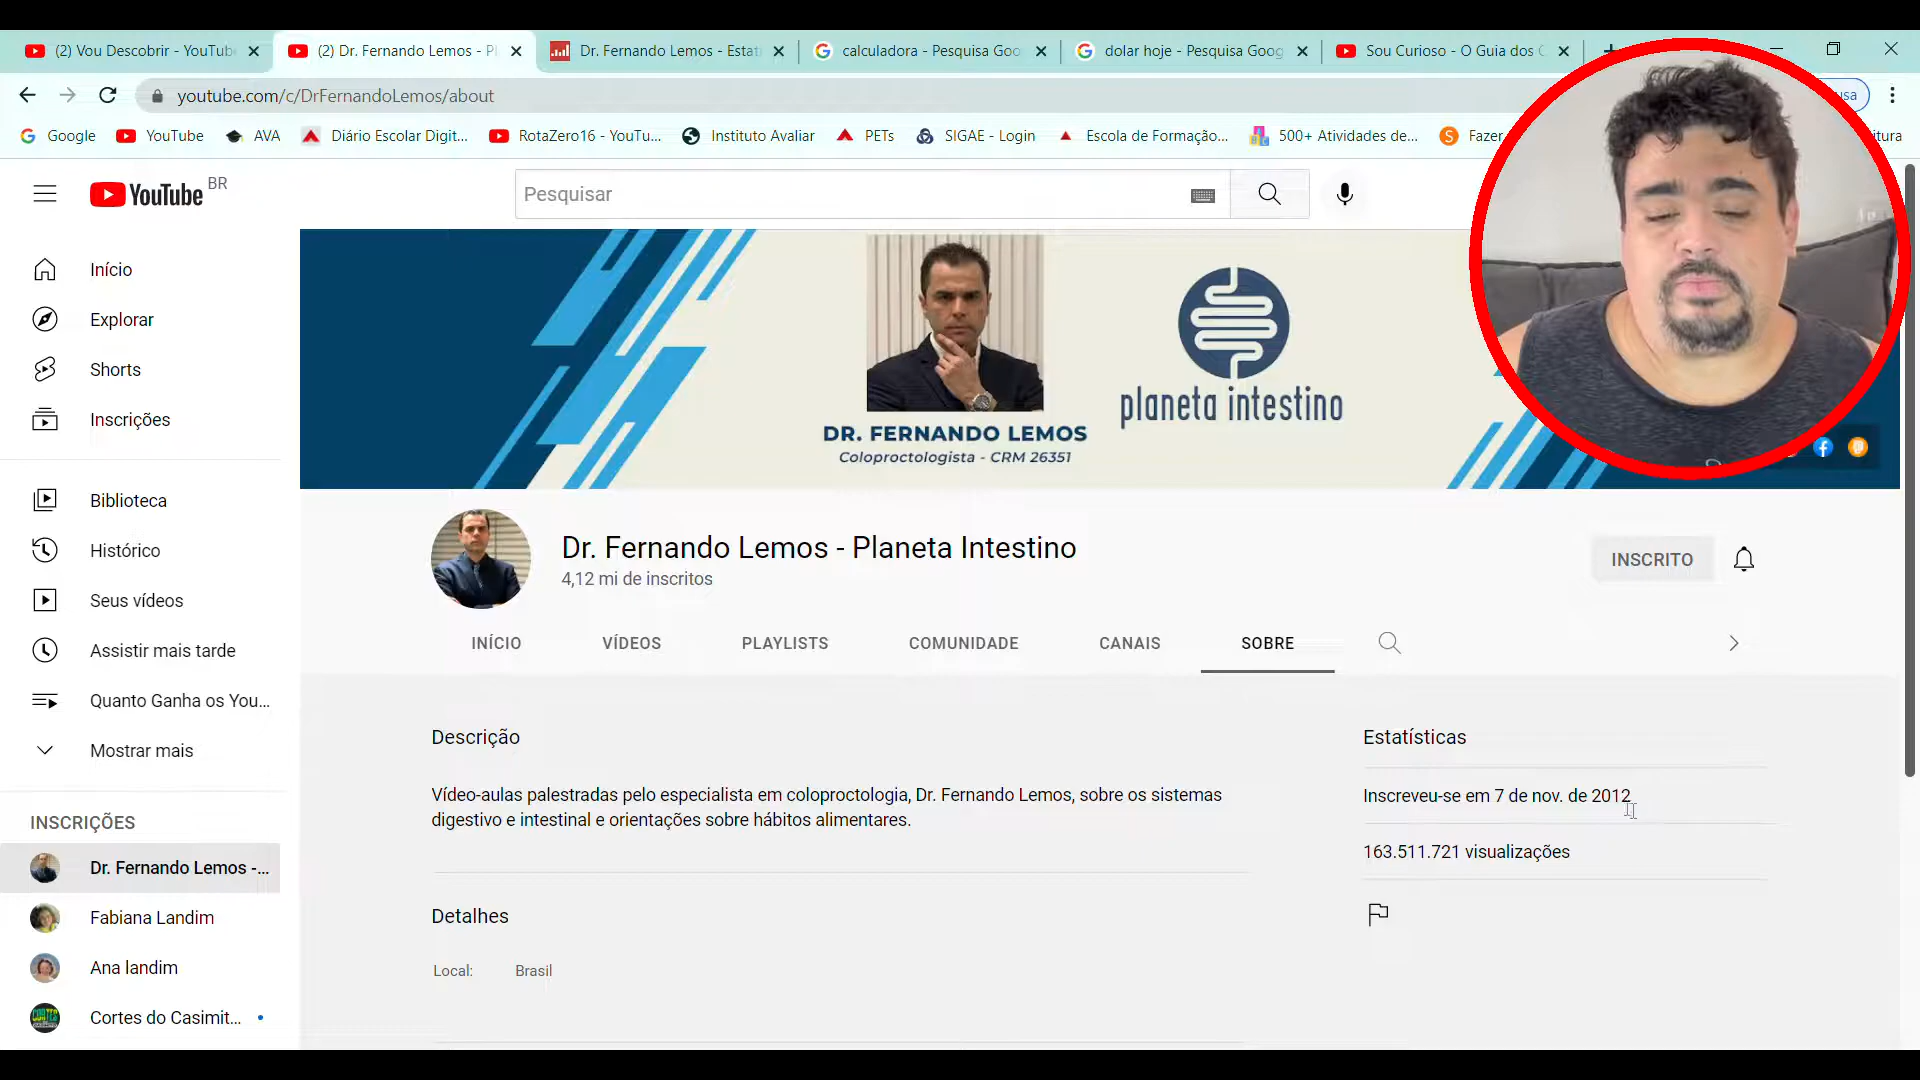 (2) Vou Descobrir - YouTub
(2) Dr. Fernando Lemos - Pl
Dr. Fernando Lemos - Estat
calculadora - Pesquisa Goo
dolar hoje - Pesquisa Goog
Sou Curioso - O Guia dos C
youtube.com/c/DrFernandoLemos/about
usa
Google
YouTube
AVA
Diário Escolar Digit...
RotaZero16 - YouTu...
Instituto Avaliar
PETs
SIGAE - Login
Escola de Formação...
500+ Atividades de...
Fazer
itura
YouTube BR
Pesquisar
Início
Explorar
Shorts
Inscrições
Biblioteca
Histórico
Seus vídeos
Assistir mais tarde
Quanto Ganha os You...
Mostrar mais
INSCRIÇÕES
Dr. Fernando Lemos -...
Fabiana Landim
Ana landim
Cortes do Casimit...
planeta intestino
DR. FERNANDO LEMOS
Coloproctologista - CRM 26351
Dr. Fernando Lemos - Planeta Intestino
4,12 mi de inscritos
INSCRITO
INÍCIO
VÍDEOS
PLAYLISTS
COMUNIDADE
CANAIS
SOBRE
Descrição
Vídeo-aulas palestradas pelo especialista em coloproctologia, Dr. Fernando Lemos, sobre os sistemas
digestivo e intestinal e orientações sobre hábitos alimentares.
Detalhes
Local:
Brasil
Estatísticas
Inscreveu-se em 7 de nov. de 2012
163.511.721 visualizações